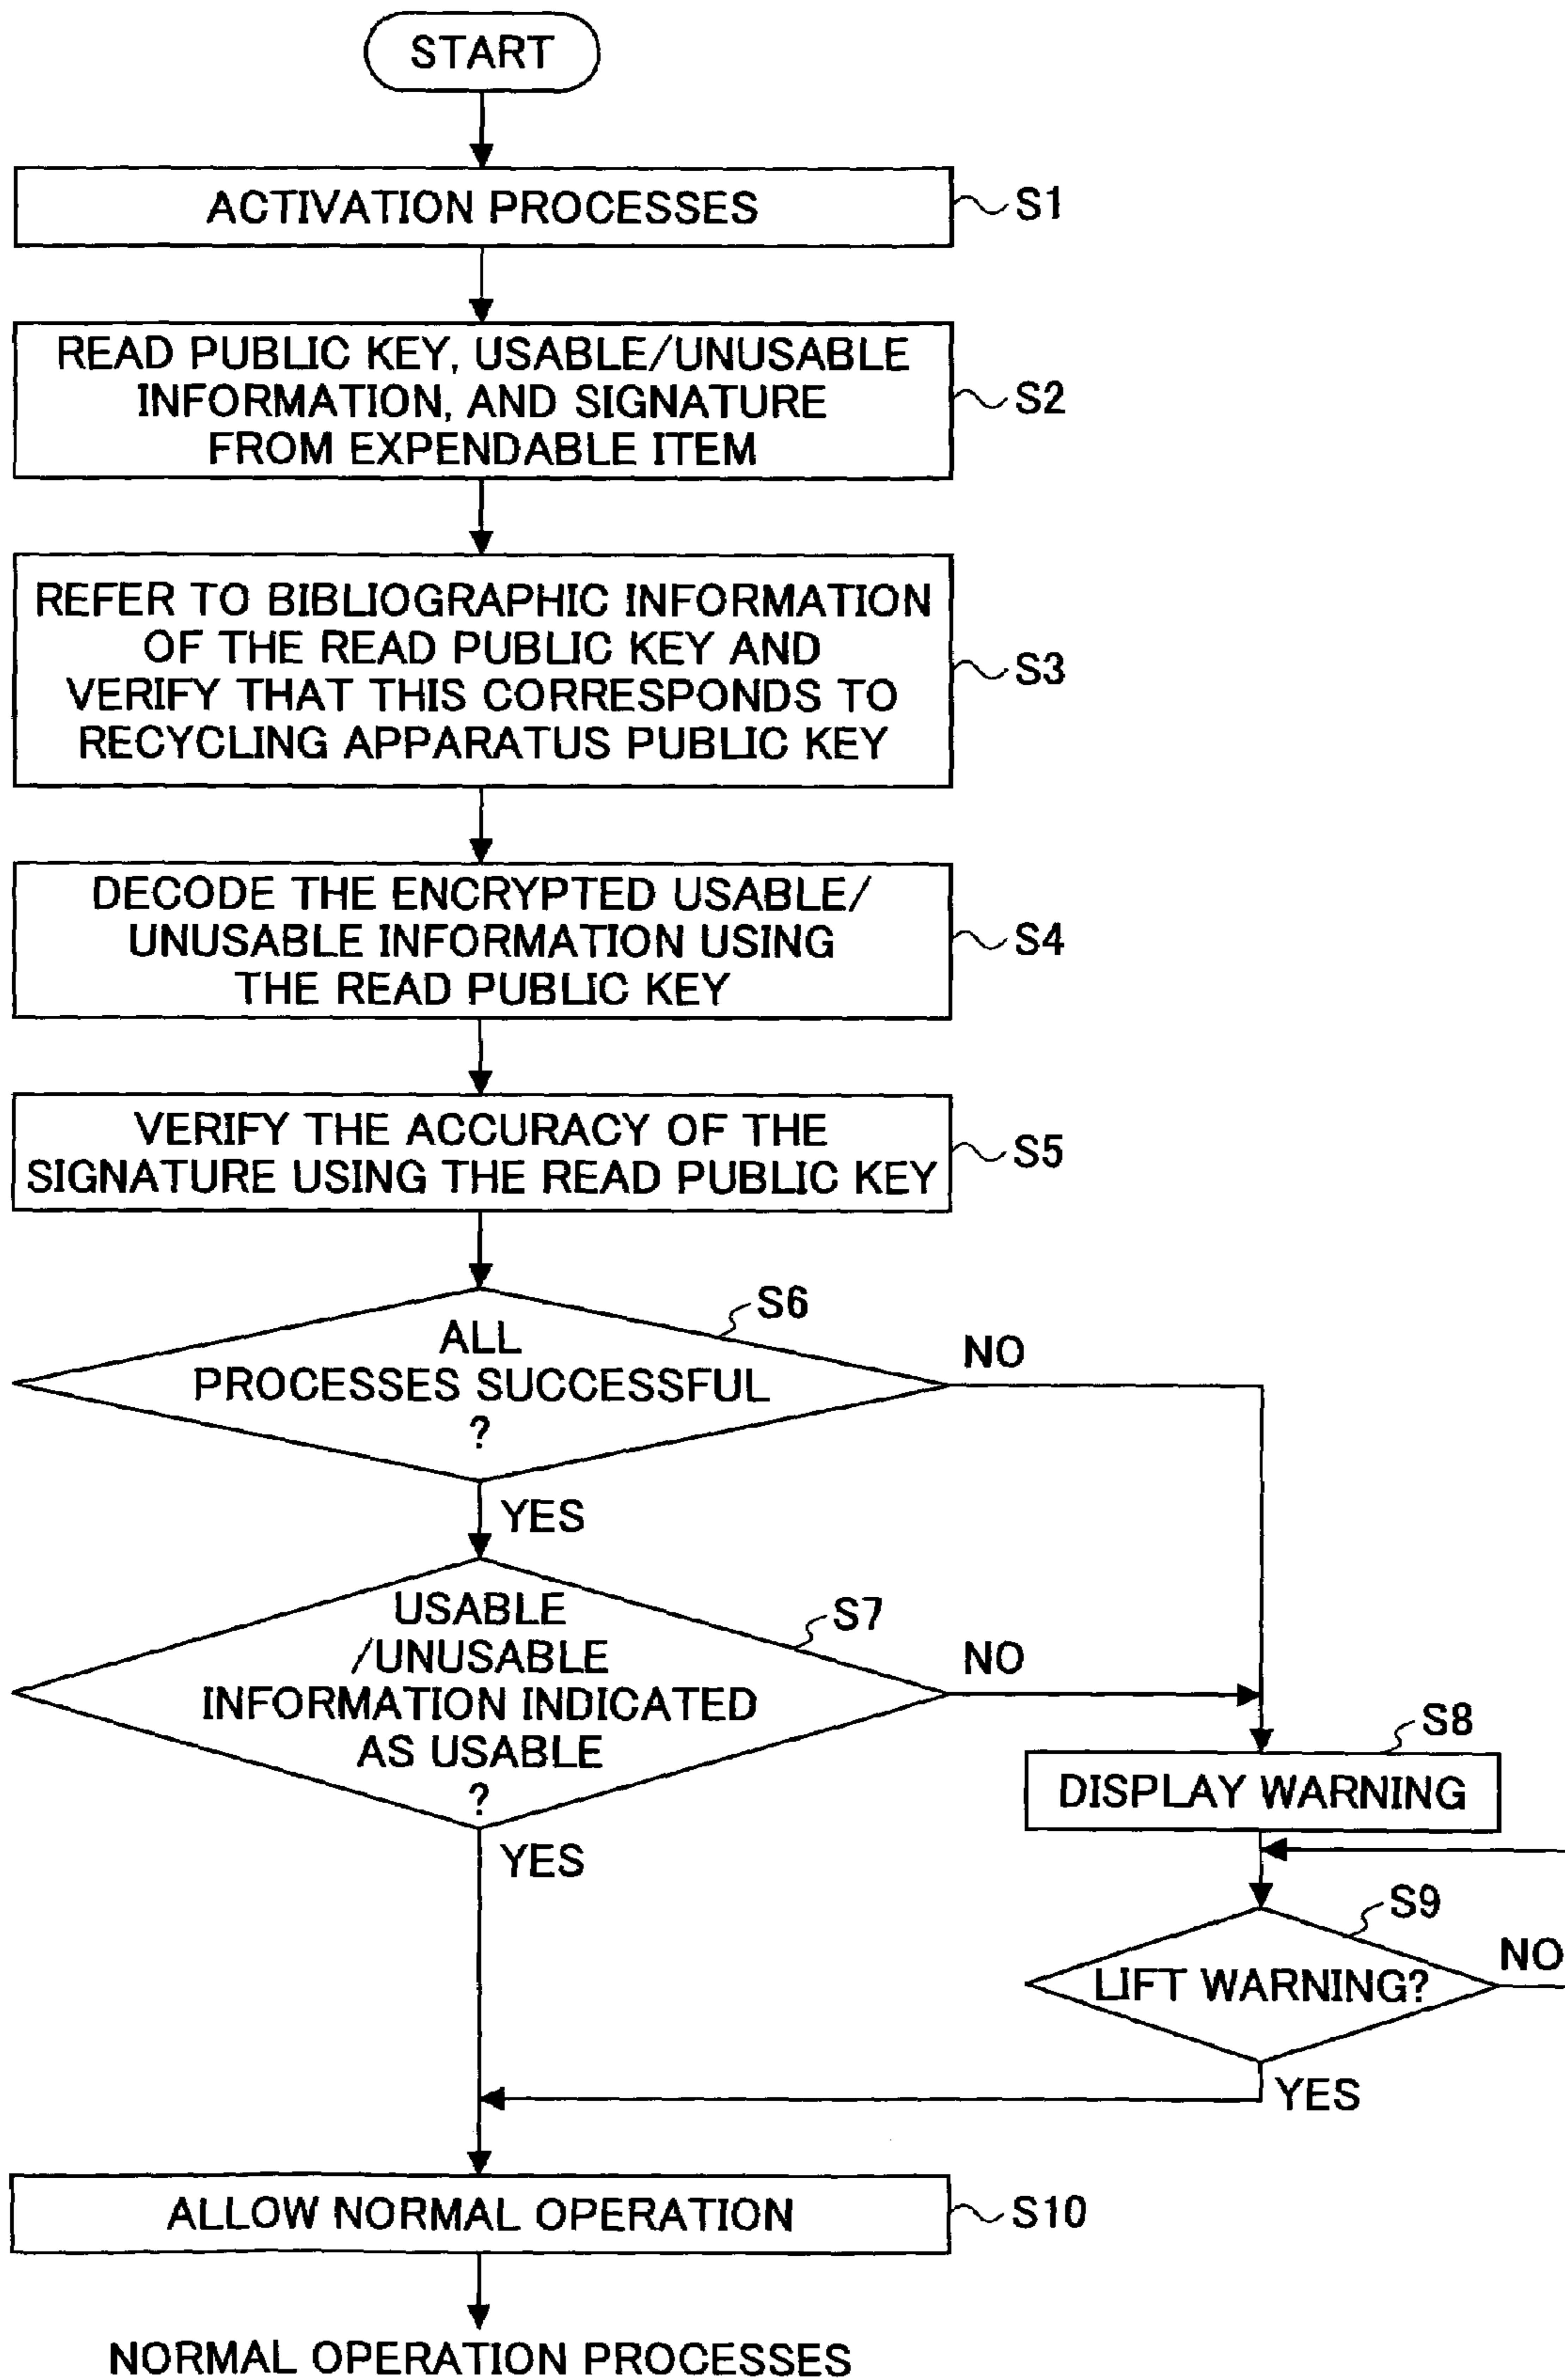 START
ACTIVATION PROCESSES
S1
READ PUBLIC KEY, USABLE/UNUSABLE
INFORMATION, AND SIGNATURE
FROM EXPENDABLE ITEM
S2
REFER TO BIBLIOGRAPHIC INFORMATION
OF THE READ PUBLIC KEY AND
VERIFY THAT THIS CORRESPONDS TO
RECYCLING APPARATUS PUBLIC KEY
S3
DECODE THE ENCRYPTED USABLE/
UNUSABLE INFORMATION USING
THE READ PUBLIC KEY
S4
VERIFY THE ACCURACY OF THE
SIGNATURE USING THE READ PUBLIC KEY
S5
S6
ALL
PROCESSES SUCCESSFUL
?
NO
YES
S7
USABLE
/UNUSABLE
INFORMATION INDICATED
AS USABLE
?
NO
YES
S8
DISPLAY WARNING
S9
LIFT WARNING?
NO
YES
ALLOW NORMAL OPERATION
S10
NORMAL OPERATION PROCESSES